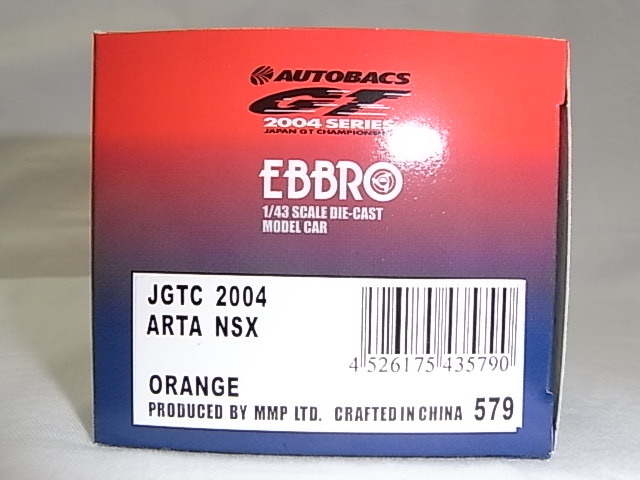 AUTOBACS
GT
2004 SERIES
JAPAN GT CHAMPIONSHIP
EBBRO
1/43 SCALE DIE-CAST
MODEL CAR
JGTC 2004
ARTA NSX
4 526175 435790
ORANGE
PRODUCED BY MMP LTD. CRAFTED IN CHINA 579